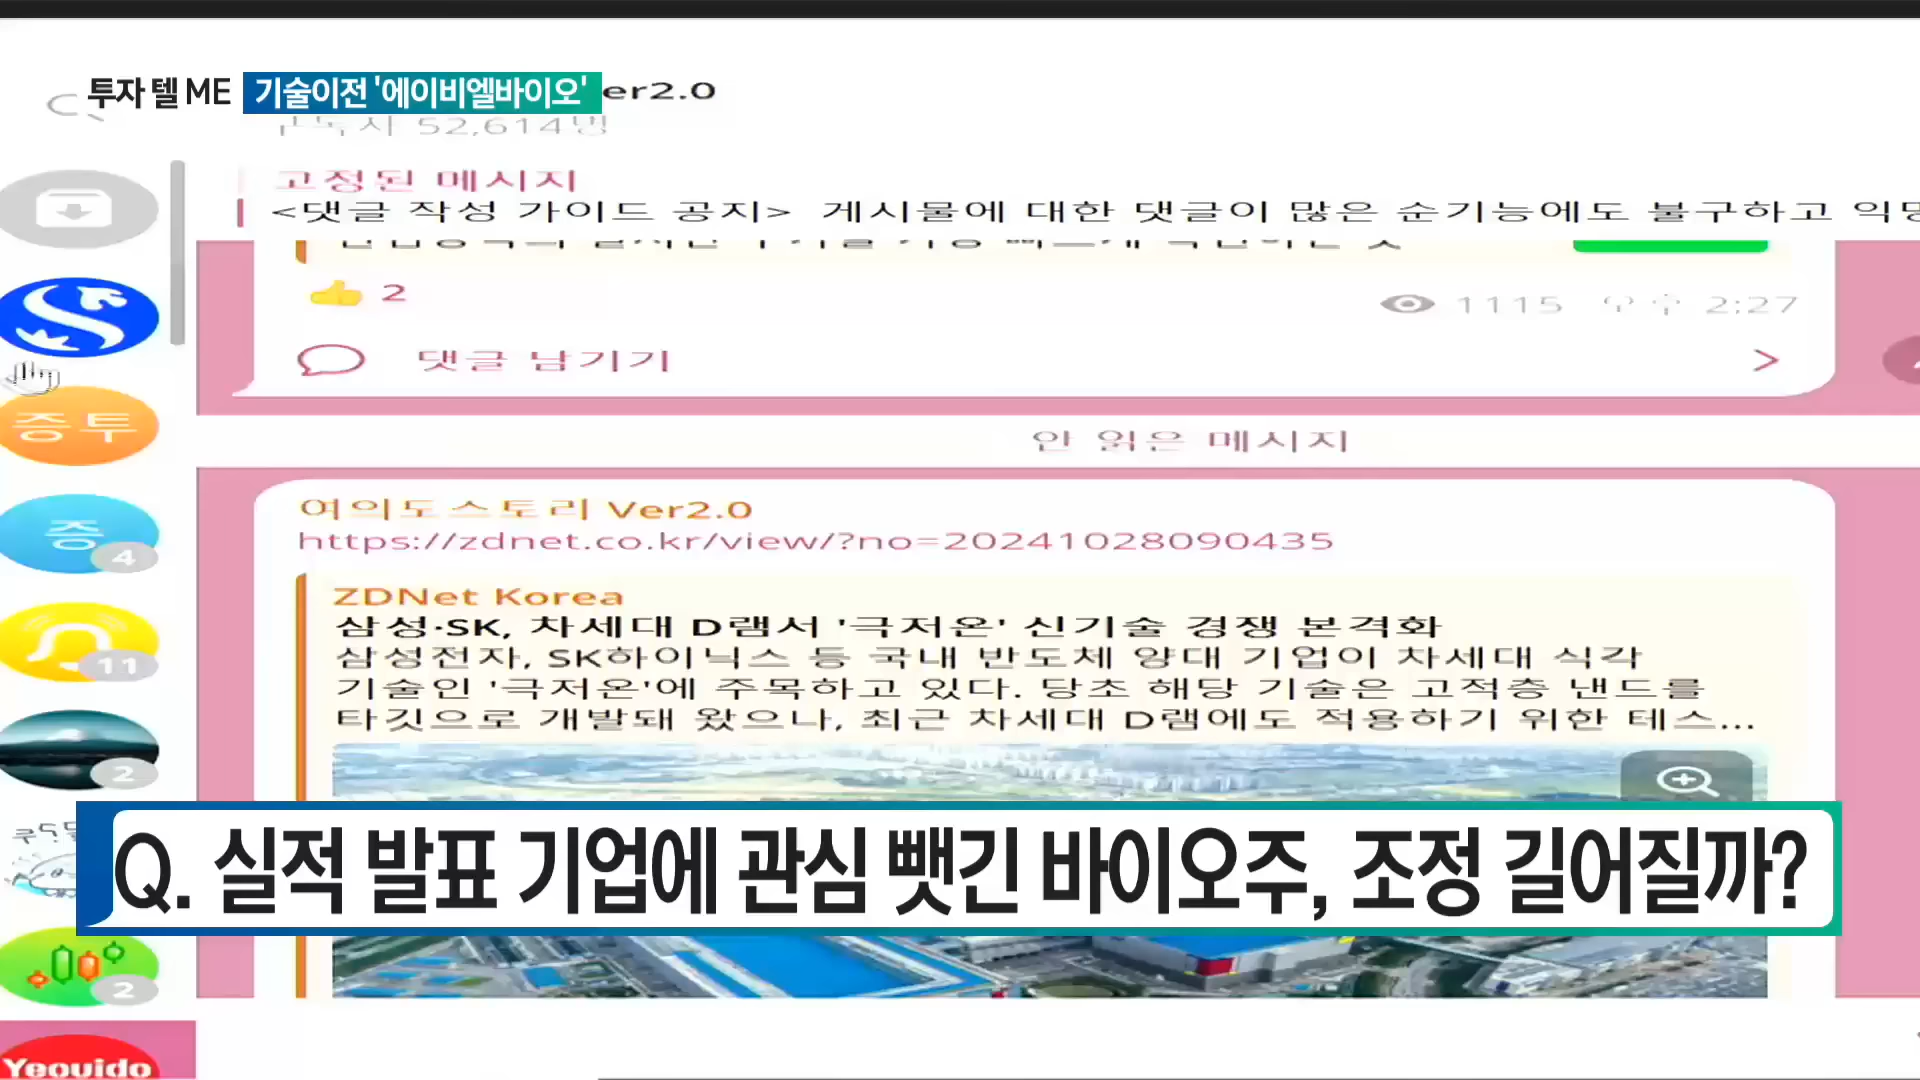 투자 텔 ME 기술이전 '에이비엘바이오' er2.0
52,614명
고정된 메시지
<댓글 작성 가이드 공지> 게시물에 대한 댓글이 많은 순기능에도 불구하고 익명
2
1115 오후 2:27
댓글 남기기
증투
안 읽은 메시지
여의도스토리 Ver2.0
https://zdnet.co.kr/view/?no=20241028090435
증
4
ZDNet Korea
삼성·SK, 차세대 D램서 '극저온' 신기술 경쟁 본격화
삼성전자, SK하이닉스 등 국내 반도체 양대 기업이 차세대 식각
기술인 '극저온'에 주목하고 있다. 당초 해당 기술은 고적층 낸드를
타깃으로 개발돼 왔으나, 최근 차세대 D램에도 적용하기 위한 테스...
11
2
Q. 실적 발표 기업에 관심 뺏긴 바이오주, 조정 길어질까?
2
Yeouido